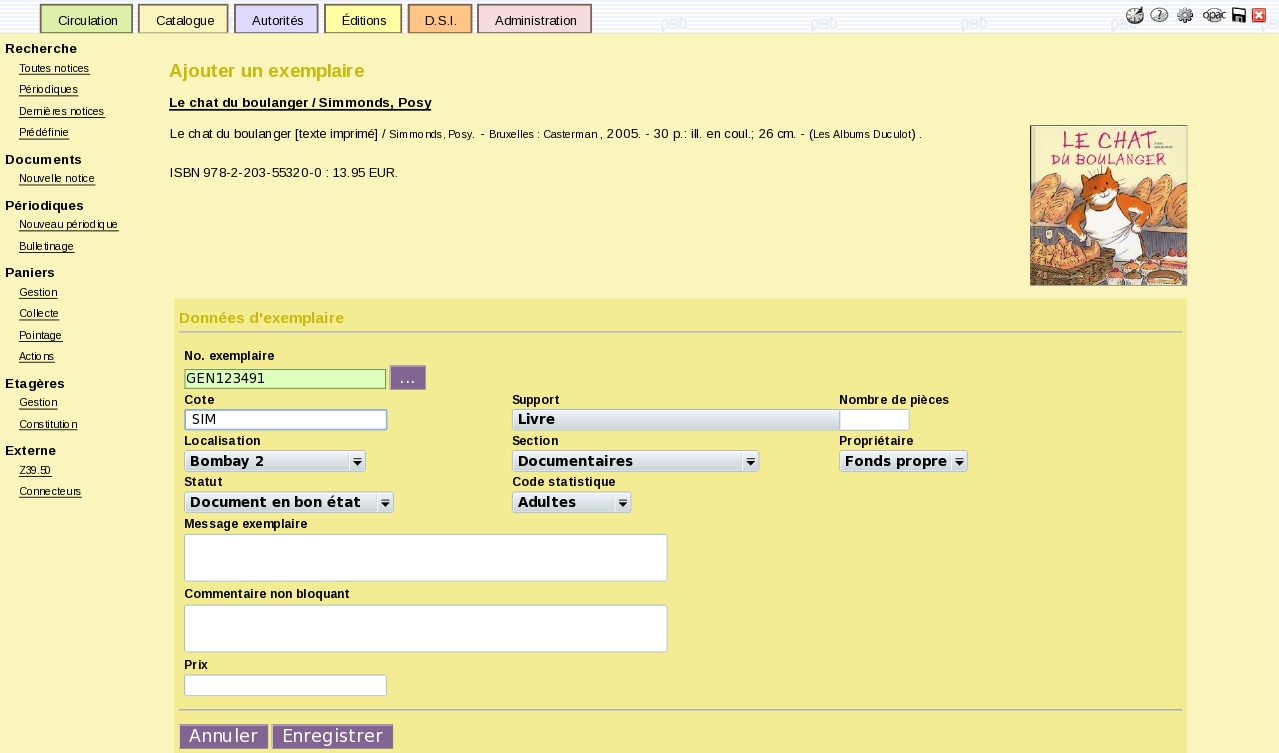 Circulation Catalogue Autorités Éditions D.S.I. Administration opac
Recherche
Toutes notices
Périodiques
Dernières notices
Prédéfinie
Documents
Nouvelle notice
Périodiques
Nouveau périodique
Bulletinage
Paniers
Gestion
Collecte
Pointage
Actions
Etagères
Gestion
Constitution
Externe
Z39.50
Connecteurs
Ajouter un exemplaire
Le chat du boulanger / Simmonds, Posy
Le chat du boulanger [texte imprimé] / Simmonds, Posy. - Bruxelles : Casterman , 2005. - 30 p.: ill. en coul.; 26 cm. - (Les Albums Duculot) .
ISBN 978-2-203-55320-0 : 13.95 EUR.
LE CHAT
DU BOULANGER
Données d'exemplaire
No. exemplaire
GEN123491 ...
Cote Support Nombre de pièces
SIM Livre
Localisation Section Propriétaire
Bombay 2 Documentaires Fonds propre
Statut Code statistique
Document en bon état Adultes
Message exemplaire
Commentaire non bloquant
Prix
Annuler Enregistrer